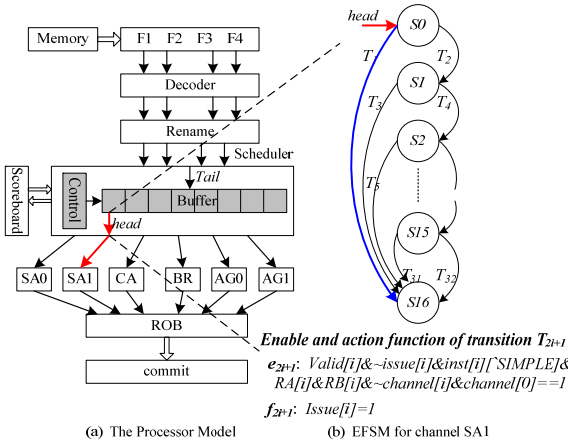 Memory
F1 F2 F3 F4
Decoder
Rename
Scheduler
Scoreboard
Control
Tail
Buffer
head
SA0 SA1 CA BR AG0 AG1
ROB
commit
(a) The Processor Model
head
S0
T2
S1
T3
T4
S2
T5
S15
T31
T32
S16
Enable and action function of transition T2i+1
e2i+1: Valid[i]&~issue[i]&inst[i][`SIMPLE]&
RA[i]&RB[i]&~channel[i]&channel[0]==1
f2i+1: Issue[i]=1
(b) EFSM for channel SA1